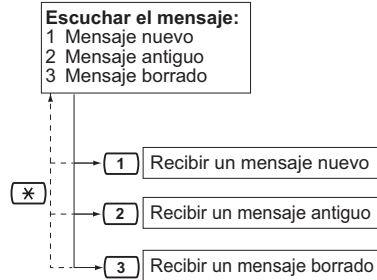 Escuchar el mensaje:
1 Mensaje nuevo
2 Mensaje antiguo
3 Mensaje borrado
1 Recibir un mensaje nuevo
* 
2 Recibir un mensaje antiguo
3 Recibir un mensaje borrado